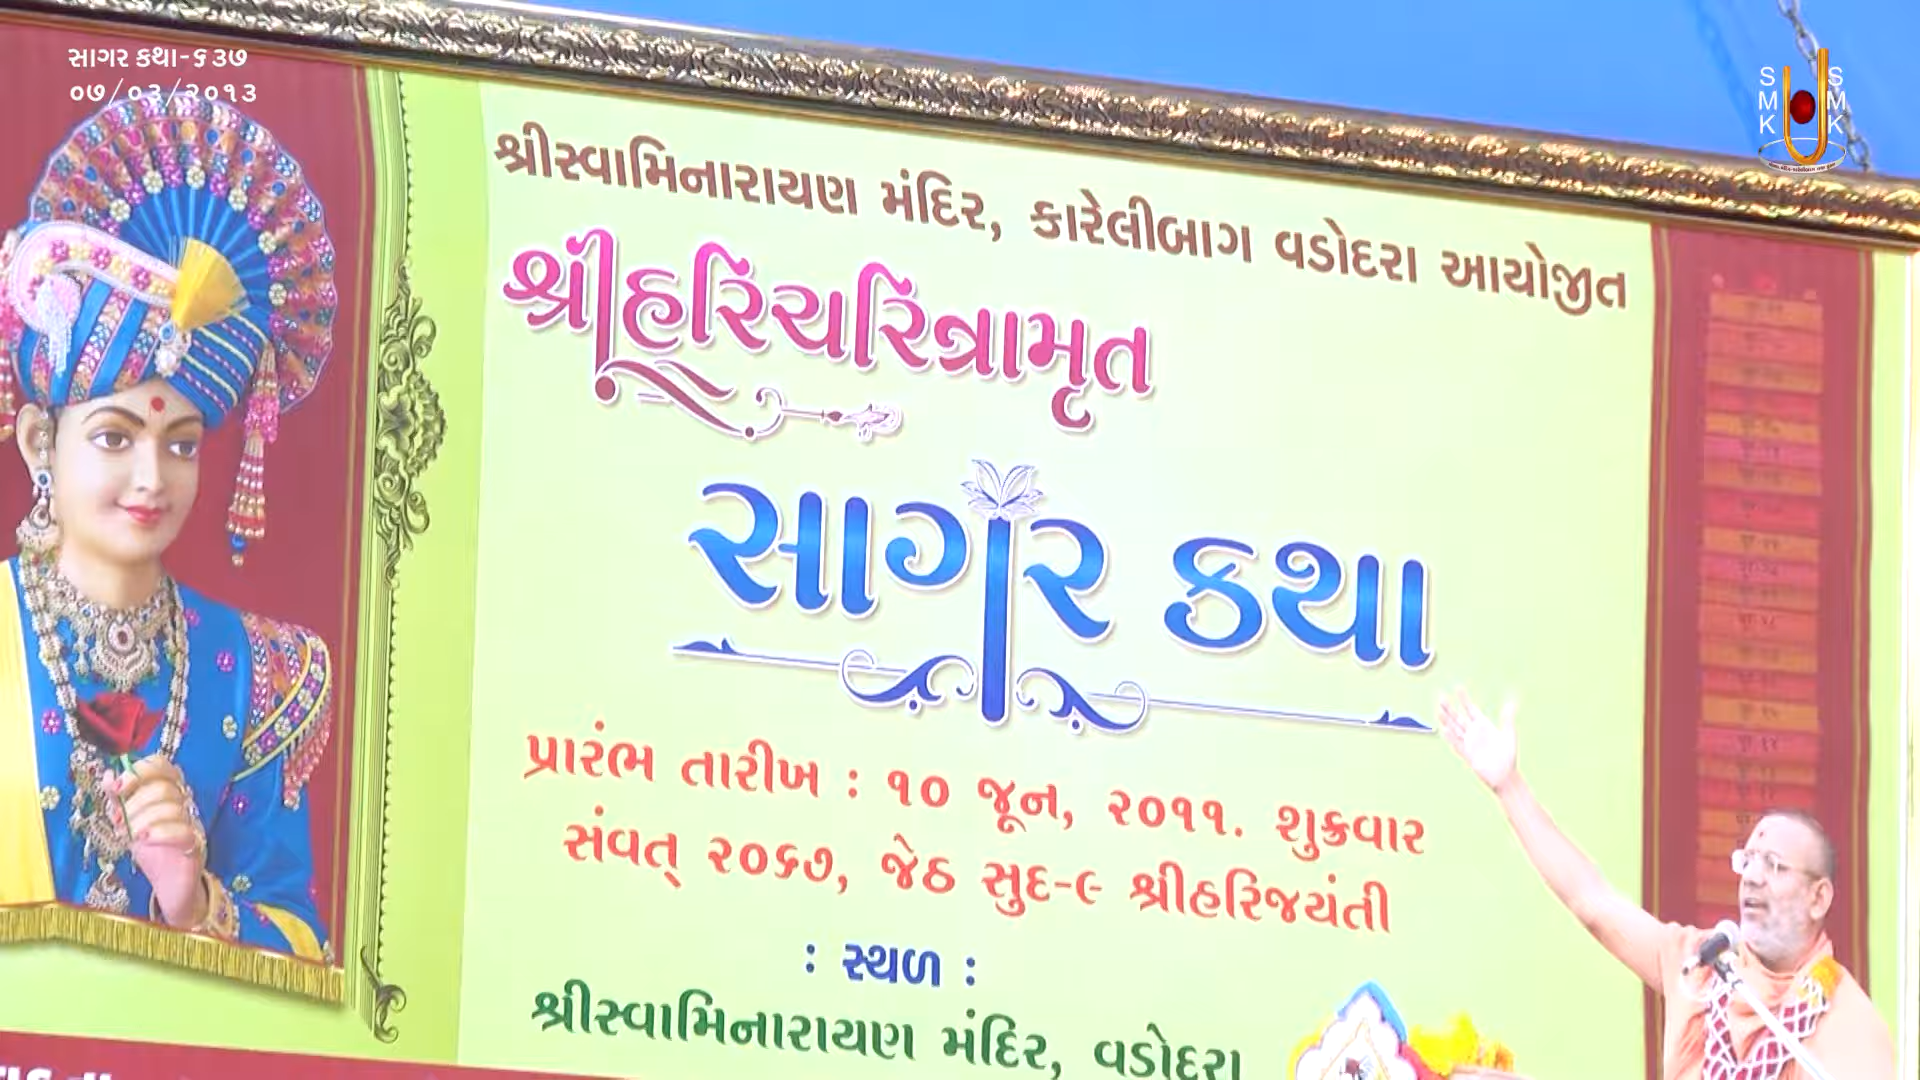 સાગર કથા-૬૩૭
૦૭/૦૩/૨૦૧૩
S S
M M
K K
શ્રીસ્વામિનારાયણ મંદિર, કારેલીબાગ વડોદરા આયોજીત
શ્રીહરિચરિત્રામૃત
સાગર કથા
પ્રારંભ તારીખ : ૧૦ જૂન, ૨૦૧૧. શુક્રવાર
સંવત્ ૨૦૬૭, જેઠ સુદ-૯ શ્રીહરિજયંતી
: સ્થળ :
શ્રીસ્વામિનારાયણ મંદિર, વડોદરા